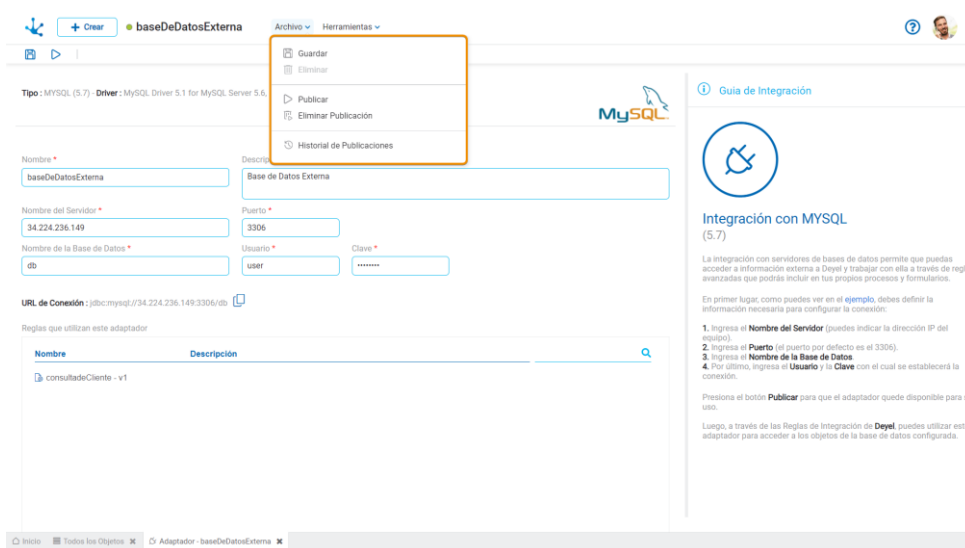 Crear
baseDeDatosExterna
Archivo
Herramientas
Guardar
Eliminar
Publicar
Eliminar Publicación
Historial de Publicaciones
Tipo : MYSQL (5.7) - Driver : MySQL Driver 5.1 for MySQL Server 5.6,
MySQL
Nombre *
Descrip
baseDeDatosExterna
Base de Datos Externa
Nombre del Servidor *
Puerto *
34.224.236.149
3306
Nombre de la Base de Datos *
Usuario *
Clave *
db
user
••••••••
URL de Conexión : jdbc:mysql://34.224.236.149:3306/db
Reglas que utilizan este adaptador
Nombre
Descripción
consultadeCliente - v1
Guia de Integración
Integración con MYSQL
(5.7)
La integración con servidores de bases de datos permite que puedas
acceder a información externa a Deyel y trabajar con ella a través de regl
avanzadas que podrás incluir en tus propios procesos y formularios.
En primer lugar, como puedes ver en el ejemplo, debes definir la
información necesaria para configurar la conexión:
1. Ingresa el Nombre del Servidor (puedes indicar la dirección IP del
equipo).
2. Ingresa el Puerto (el puerto por defecto es el 3306).
3. Ingresa el Nombre de la Base de Datos.
4. Por último, ingresa el Usuario y la Clave con el cual se establecerá la
conexión.
Presiona el botón Publicar para que el adaptador quede disponible para
uso.
Luego, a través de las Reglas de Integración de Deyel, puedes utilizar est
adaptador para acceder a los objetos de la base de datos configurada.
Inicio
Todos los Objetos
Adaptador - baseDeDatosExterna